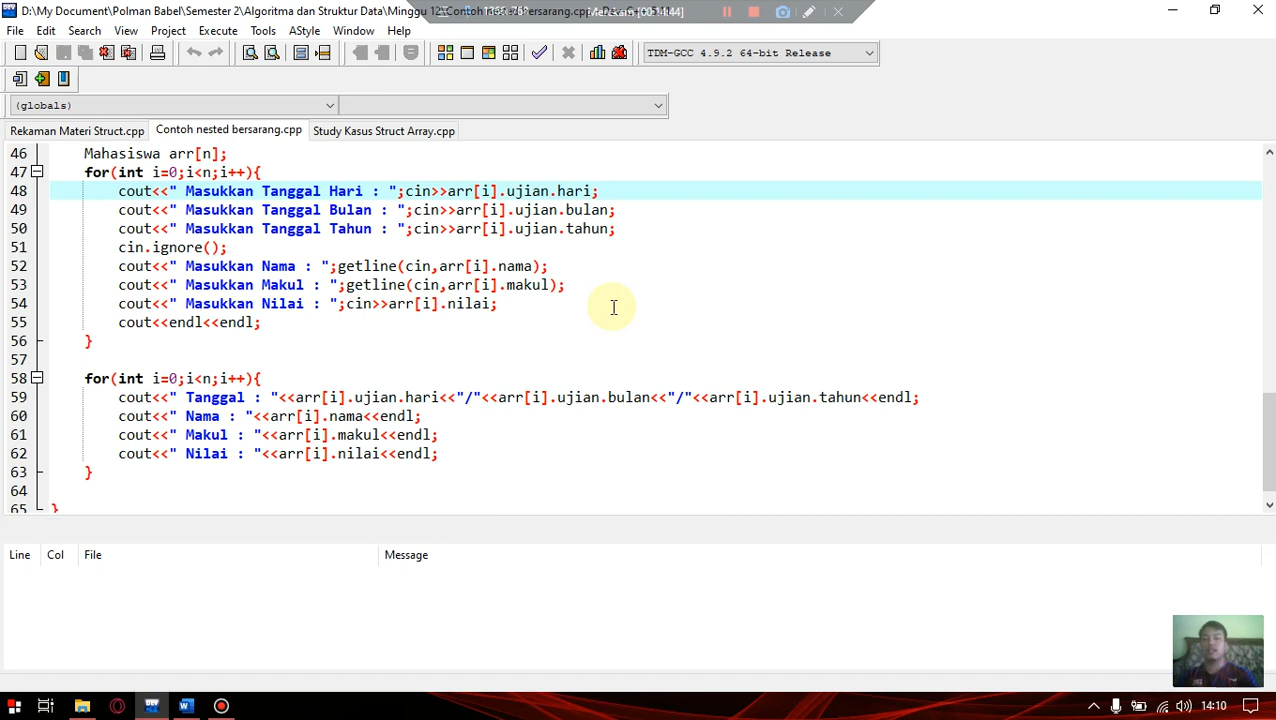 D:\My Document\Polman Babel\Semester 2\Algoritma dan Struktur Data\Minggu 12\Contoh nested bersarang.cpp
File Edit Search View Project Execute Tools AStyle Window Help
TDM-GCC 4.9.2 64-bit Release
(globals)
Rekaman Materi Struct.cpp Contoh nested bersarang.cpp Study Kasus Struct Array.cpp
46 Mahasiswa arr[n];
47 for(int i=0;i<n;i++){
48 cout<<" Masukkan Tanggal Hari : ";cin>>arr[i].ujian.hari;
49 cout<<" Masukkan Tanggal Bulan : ";cin>>arr[i].ujian.bulan;
50 cout<<" Masukkan Tanggal Tahun : ";cin>>arr[i].ujian.tahun;
51 cin.ignore();
52 cout<<" Masukkan Nama : ";getline(cin,arr[i].nama);
53 cout<<" Masukkan Makul : ";getline(cin,arr[i].makul);
54 cout<<" Masukkan Nilai : ";cin>>arr[i].nilai;
55 cout<<endl<<endl;
56 }
57
58 for(int i=0;i<n;i++){
59 cout<<" Tanggal : "<<arr[i].ujian.hari<<"/"<<arr[i].ujian.bulan<<"/"<<arr[i].ujian.tahun<<endl;
60 cout<<" Nama : "<<arr[i].nama<<endl;
61 cout<<" Makul : "<<arr[i].makul<<endl;
62 cout<<" Nilai : "<<arr[i].nilai<<endl;
63 }
64
65 }
Line Col File Message
14:10